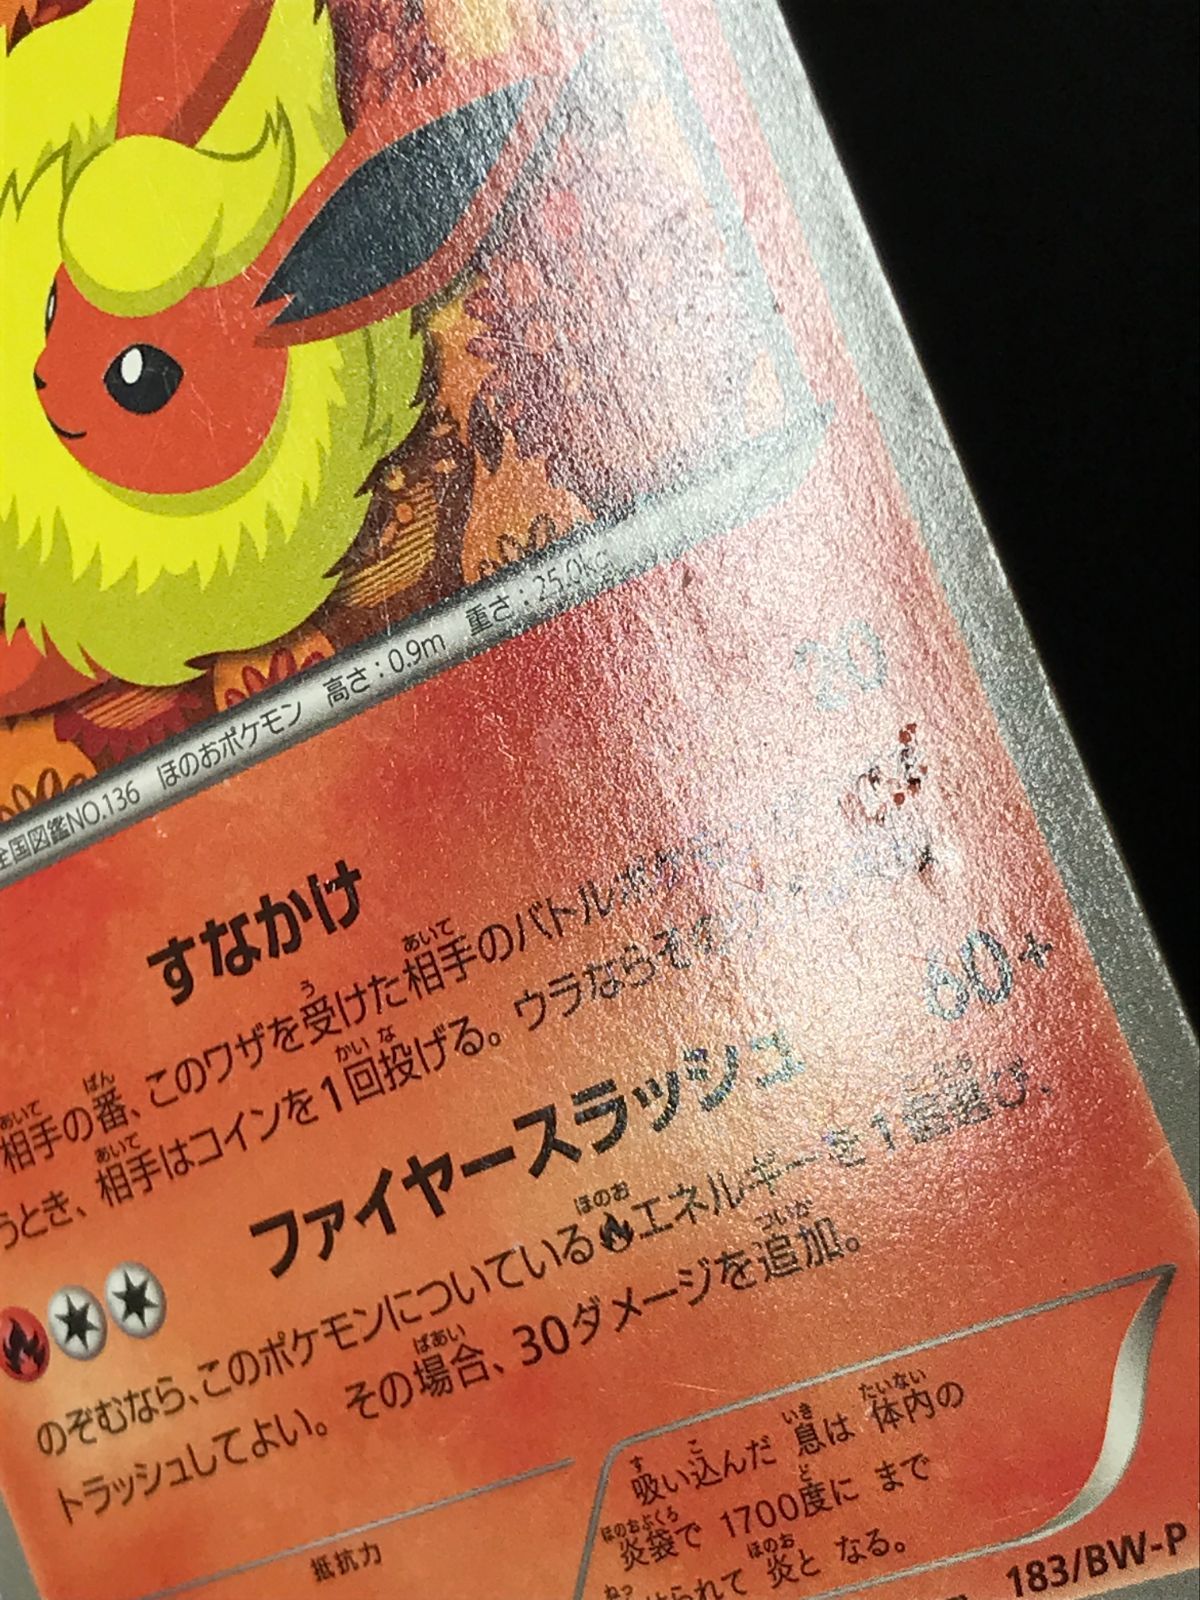 全国図鑑NO.136 ほのおポケモン 高さ:0.9m 重さ:25.0kg
すなかけ 20
相手の番、このワザを受けた相手のバトルポケモン
うとき、相手はコインを1回投げる。ウラならその
ファイヤースラッシュ 60+
のぞむなら、このポケモンについている エネルギーを1個選び、
トラッシュしてよい。その場合、30ダメージを追加。
抵抗力
吸い込んだ 息は 体内の
炎袋で 1700度に まで
られて 炎と なる。
183/BW-P